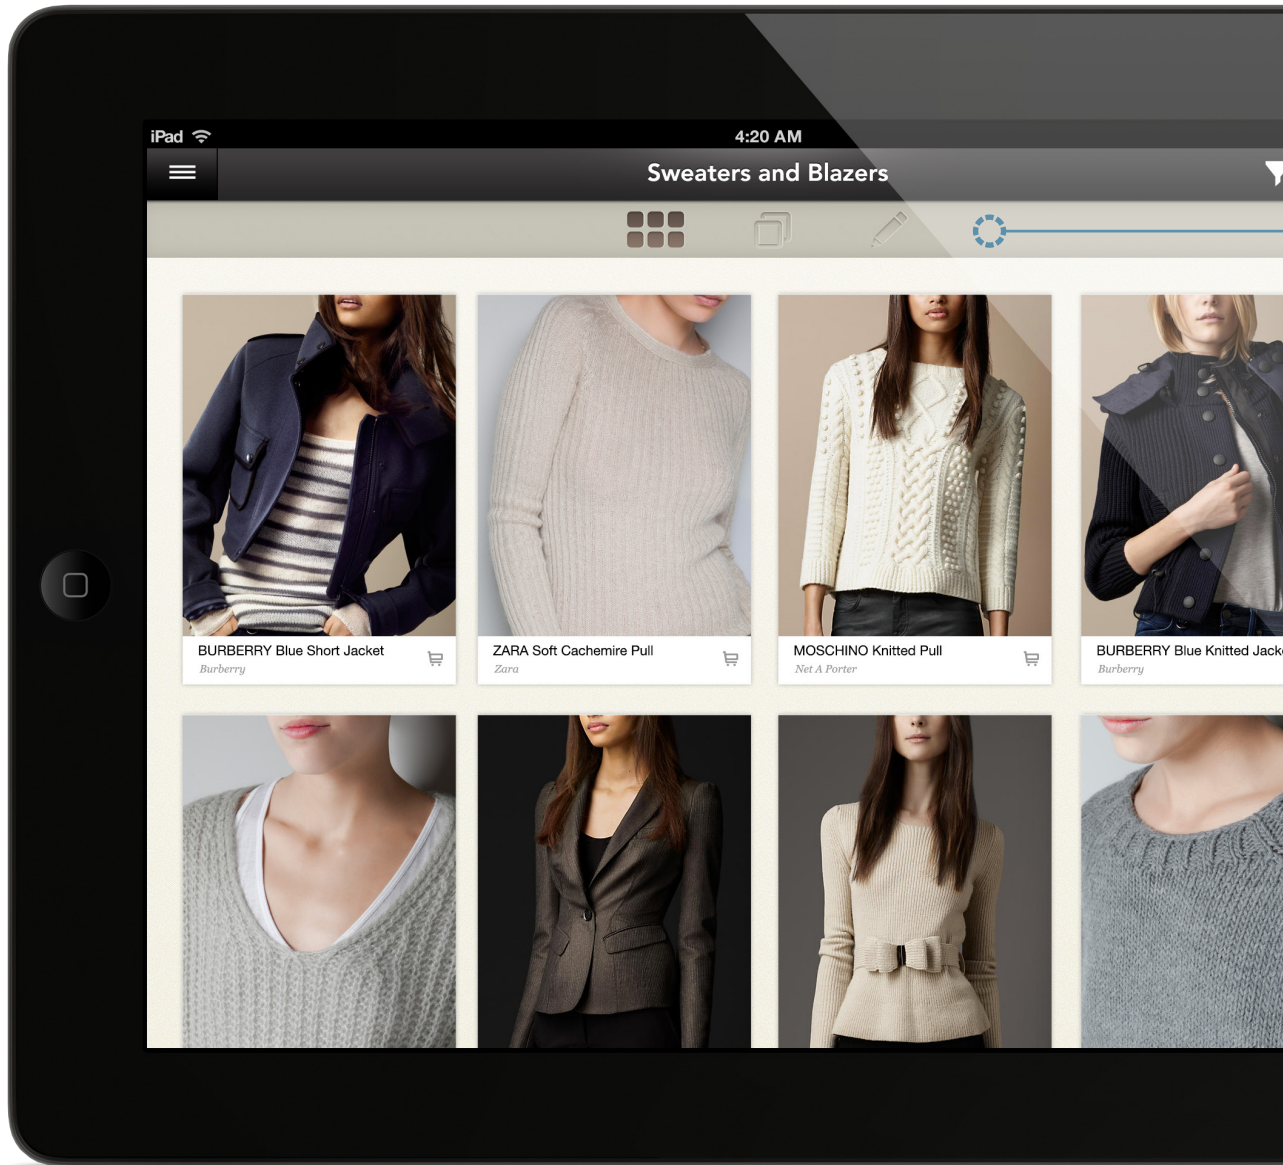 iPad
4:20 AM
Sweaters and Blazers
BURBERRY Blue Short Jacket
Burberry
ZARA Soft Cachemire Pull
Zara
MOSCHINO Knitted Pull
Net A Porter
BURBERRY Blue Knitted Jacke
Burberry